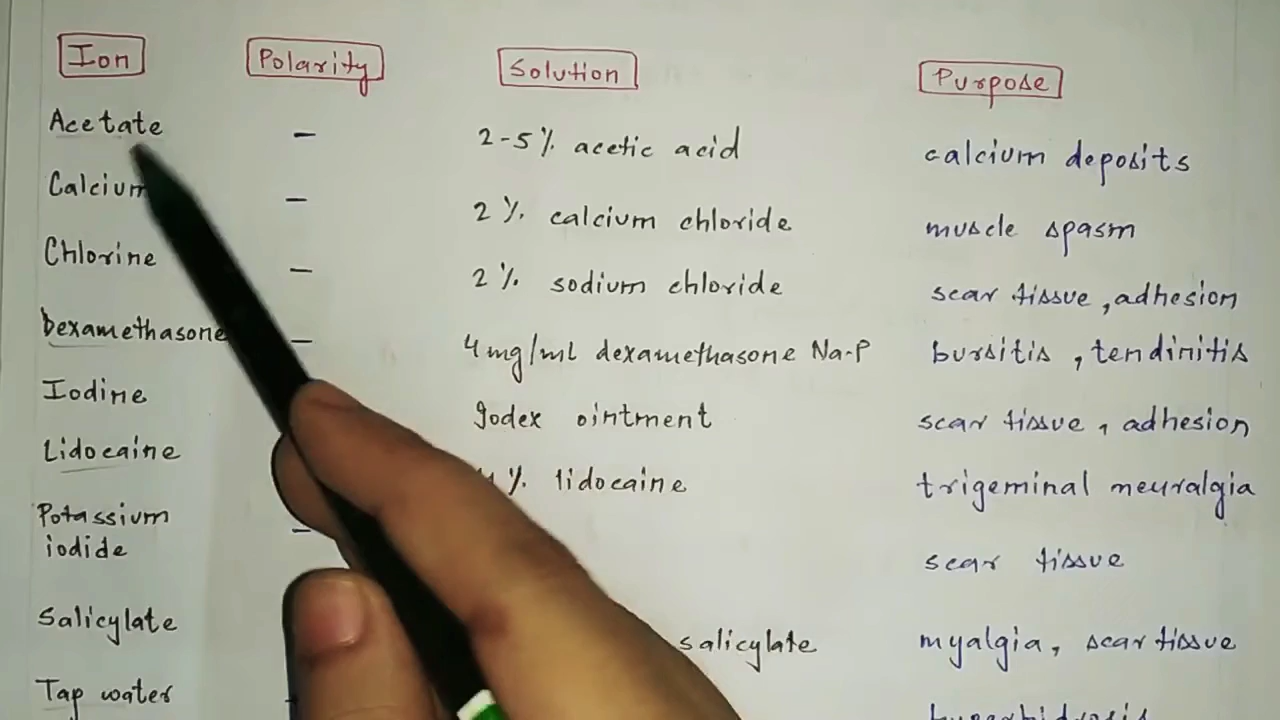 Ion Polarity Solution Purpose
Acetate - 2-5% acetic acid calcium deposits
Calcium - 2% calcium chloride muscle spasm
Chlorine - 2% sodium chloride scar tissue, adhesion
Dexamethasone - 4mg/ml dexamethasone Na-P bursitis, tendinitis
Iodine Iodex ointment scar tissue, adhesion
Lidocaine % lidocaine trigeminal neuralgia
Potassium
iodide - scar tissue
Salicylate salicylate myalgia, scar tissue
Tap water